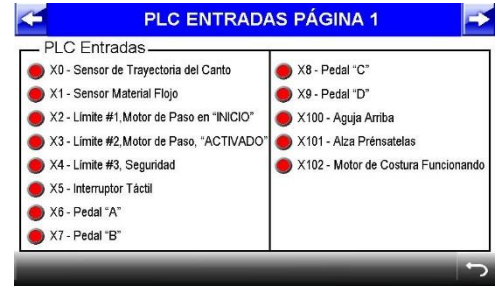 PLC ENTRADAS PÁGINA 1
PLC Entradas
X0 - Sensor de Trayectoria del Canto
X1 - Sensor Material Flojo
X2 - Límite #1,Motor de Paso en “INICIO”
X3 - Límite #2,Motor de Paso, “ACTIVADO”
X4 - Límite #3, Seguridad
X5 - Interruptor Táctil
X6 - Pedal “A”
X7 - Pedal “B”
X8 - Pedal “C”
X9 - Pedal “D”
X100 - Aguja Arriba
X101 - Alza Prénsatelas
X102 - Motor de Costura Funcionando